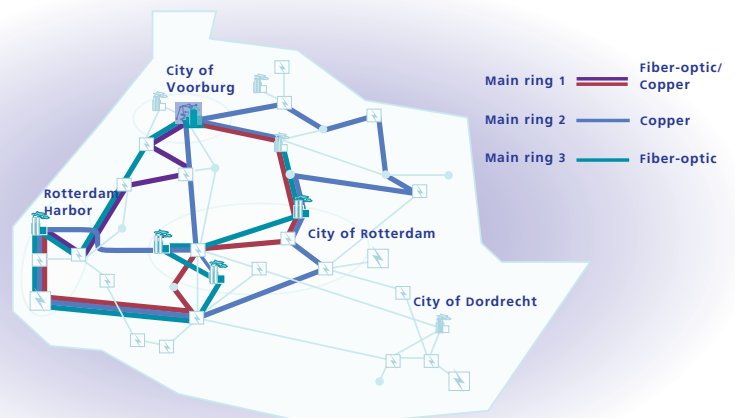 City of
Voorburg
Main ring 1
Fiber-optic/
Copper
Main ring 2
Copper
Main ring 3
Fiber-optic
Rotterdam
Harbor
City of Rotterdam
City of Dordrecht